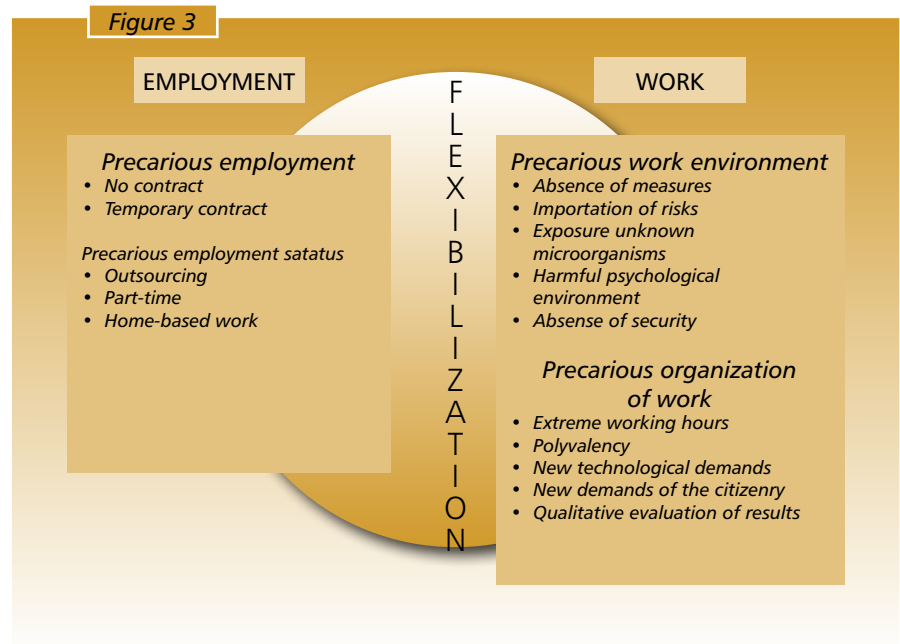 Figure 3
EMPLOYMENT
Precarious employment
• No contract
• Temporary contract
Precarious employment satatus
• Outsourcing
• Part-time
• Home-based work
FLEXIBILIZATION
WORK
Precarious work environment
• Absence of measures
• Importation of risks
• Exposure unknown
microorganisms
• Harmful psychological
environment
• Absense of security
Precarious organization
of work
• Extreme working hours
• Polyvalency
• New technological demands
• New demands of the citizenry
• Qualitative evaluation of results